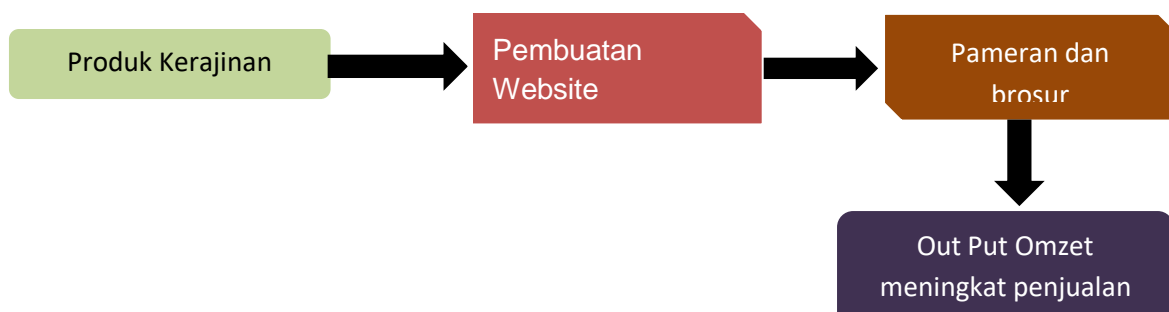 Produk Kerajinan
Pembuatan
Website
Pameran dan
brosur
Out Put Omzet
meningkat penjualan